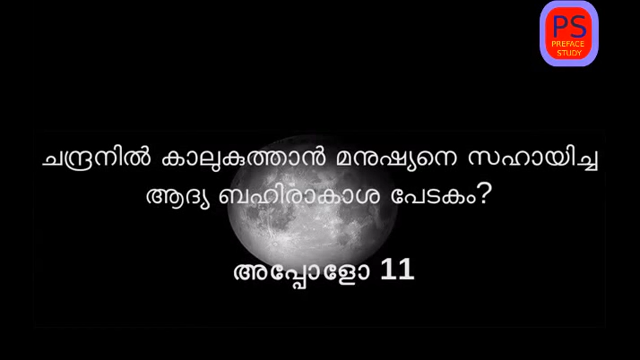 PS
PREFACE
STUDY
ചന്ദ്രനിൽ കാലുകുത്താൻ മനുഷ്യനെ സഹായിച്ച
ആദ്യ ബഹിരാകാശ പേടകം?
അപ്പോളോ 11